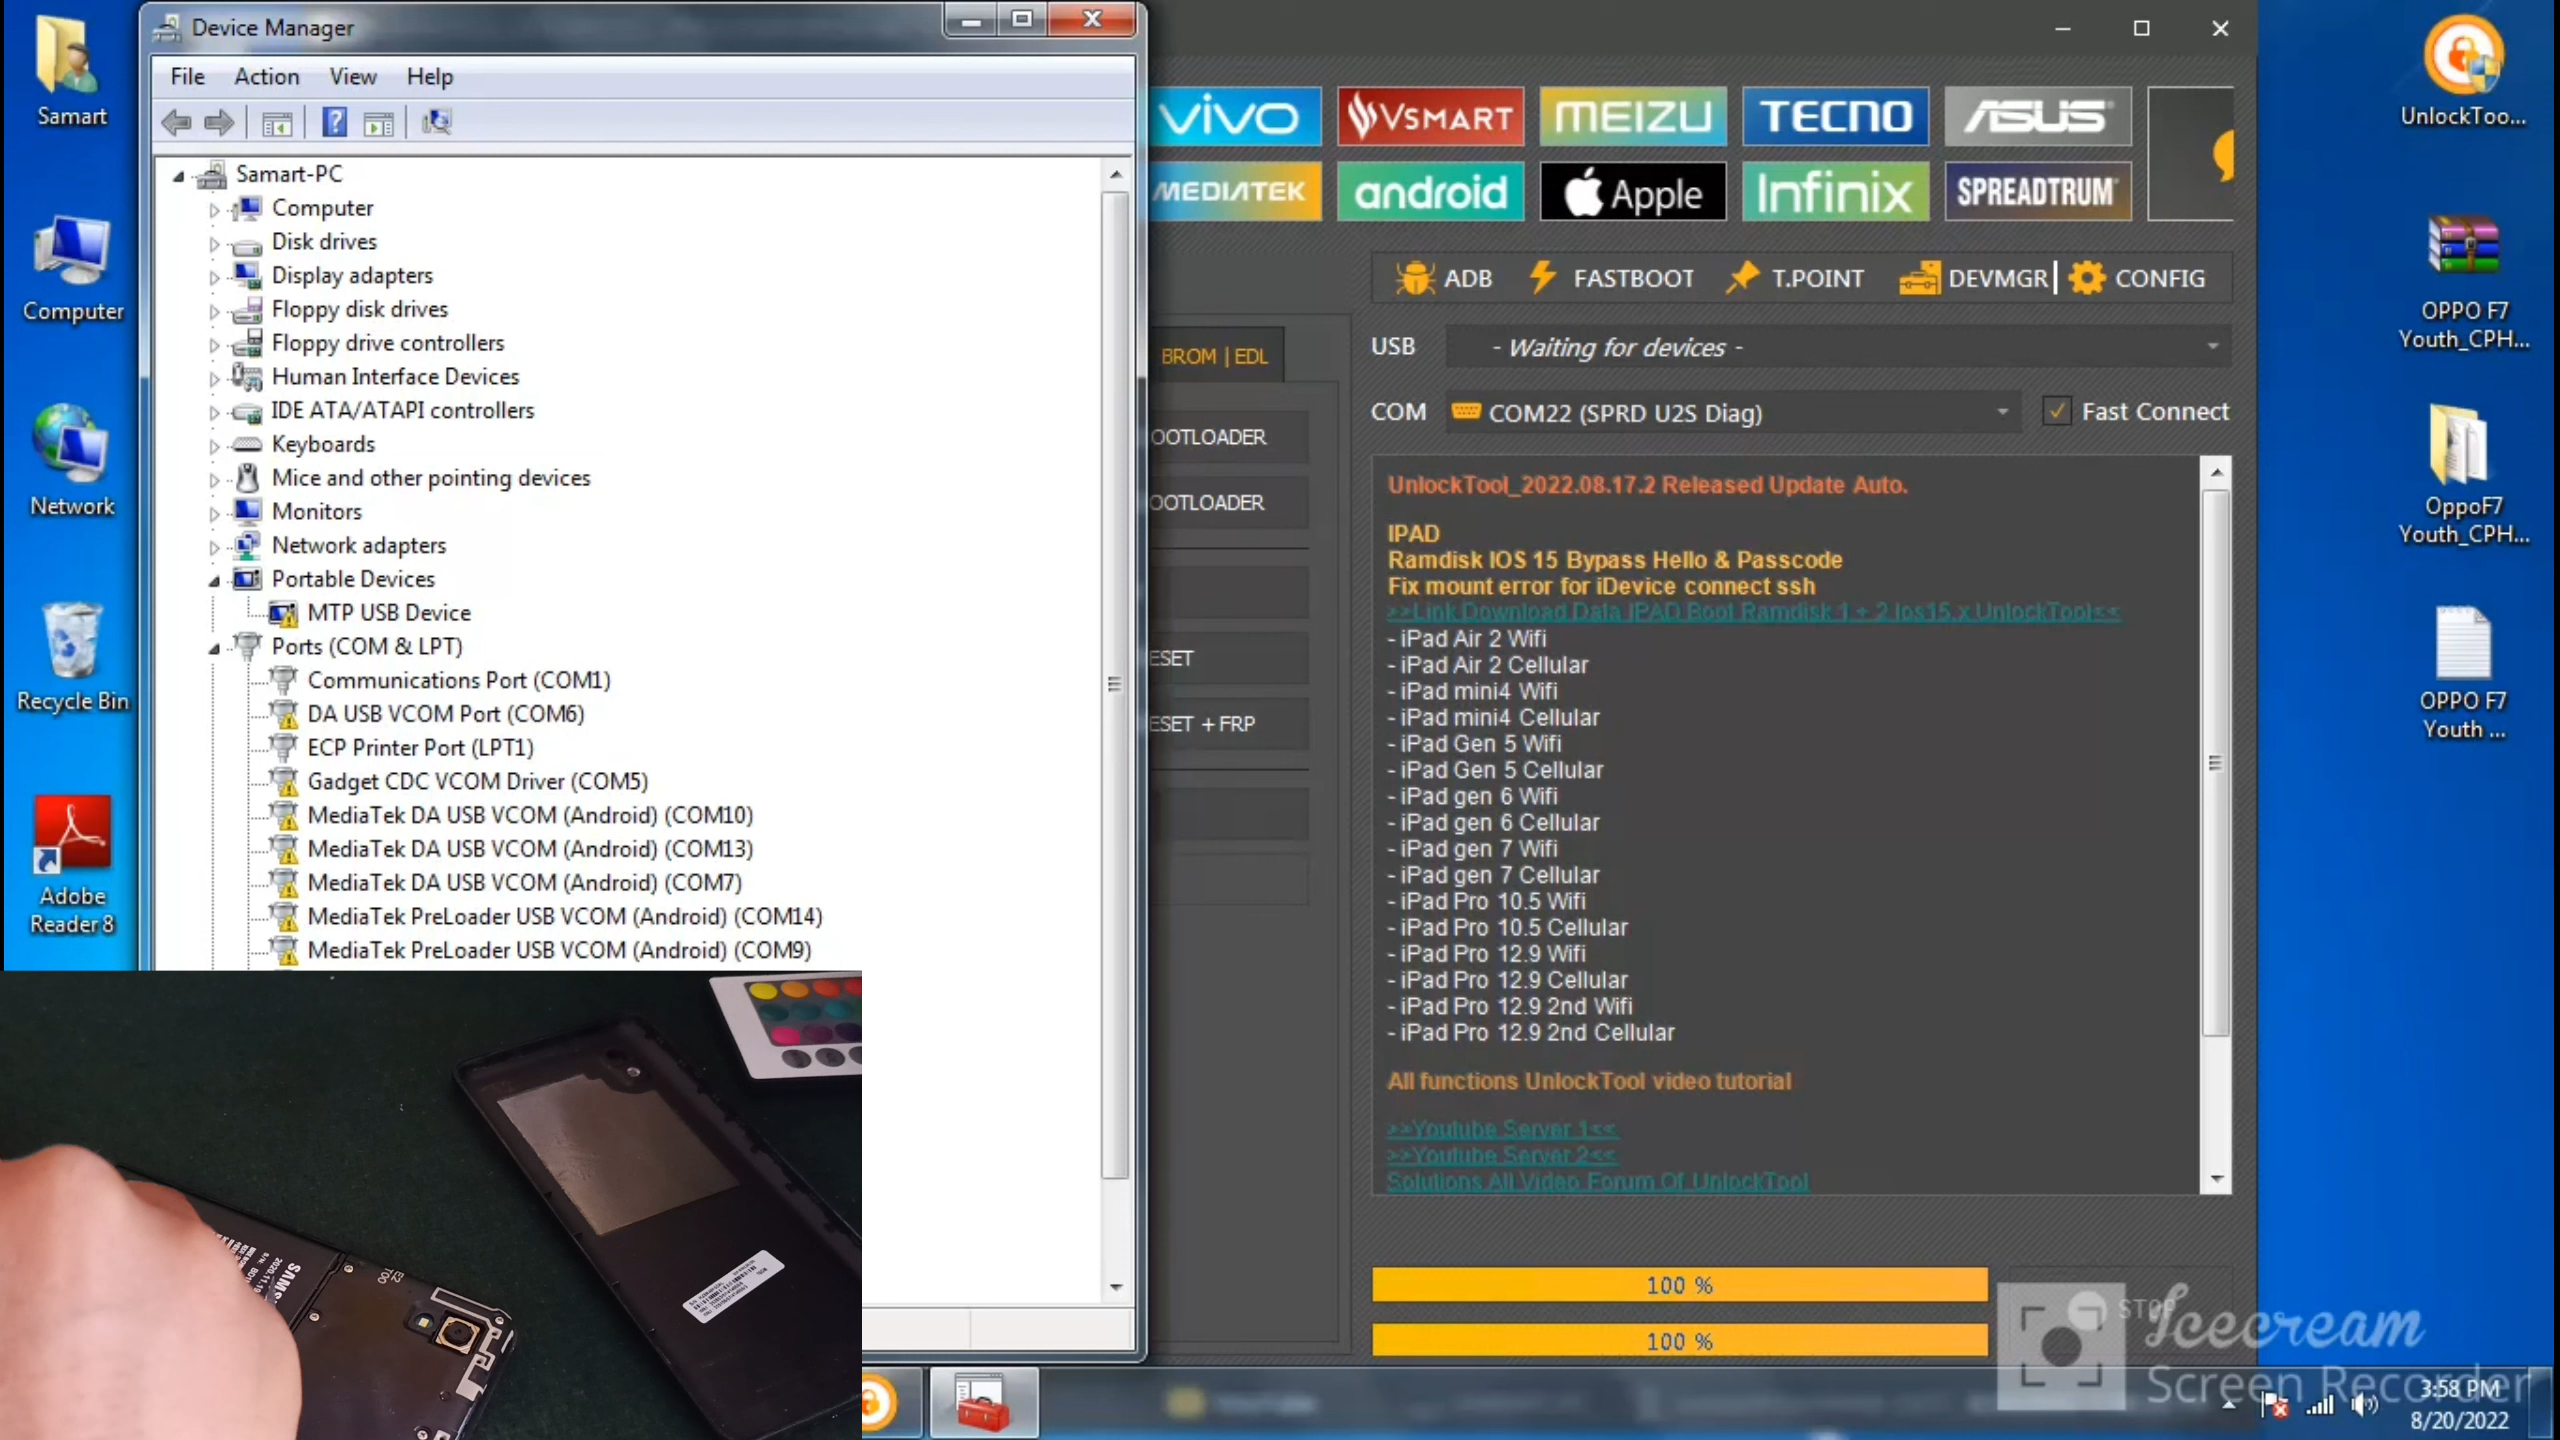 Samart
Computer
Network
Recycle Bin
Adobe
Reader 8
Device Manager
File Action View Help
Samart-PC
Computer
Disk drives
Display adapters
Floppy disk drives
Floppy drive controllers
Human Interface Devices
IDE ATA/ATAPI controllers
Keyboards
Mice and other pointing devices
Monitors
Network adapters
Portable Devices
MTP USB Device
Ports (COM & LPT)
Communications Port (COM1)
DA USB VCOM Port (COM6)
ECP Printer Port (LPT1)
Gadget CDC VCOM Driver (COM5)
MediaTek DA USB VCOM (Android) (COM10)
MediaTek DA USB VCOM (Android) (COM13)
MediaTek DA USB VCOM (Android) (COM7)
MediaTek PreLoader USB VCOM (Android) (COM14)
MediaTek PreLoader USB VCOM (Android) (COM9)
vivo VSMART MEIZU TECNO ASUS
MEDIATEK android Apple Infinix SPREADTRUM
ADB FASTBOOT T.POINT DEVMGR CONFIG
BROM | EDL
OOTLOADER
OOTLOADER
ESET
ESET + FRP
USB - Waiting for devices -
COM COM22 (SPRD U2S Diag) Fast Connect
UnlockTool_2022.08.17.2 Released Update Auto.
IPAD
Ramdisk IOS 15 Bypass Hello & Passcode
Fix mount error for iDevice connect ssh
>>Link Download Data IPAD Boot Ramdisk 1 + 2 Ios15.x UnlockTool<<
- iPad Air 2 Wifi
- iPad Air 2 Cellular
- iPad mini4 Wifi
- iPad mini4 Cellular
- iPad Gen 5 Wifi
- iPad Gen 5 Cellular
- iPad gen 6 Wifi
- iPad gen 6 Cellular
- iPad gen 7 Wifi
- iPad gen 7 Cellular
- iPad Pro 10.5 Wifi
- iPad Pro 10.5 Cellular
- iPad Pro 12.9 Wifi
- iPad Pro 12.9 Cellular
- iPad Pro 12.9 2nd Wifi
- iPad Pro 12.9 2nd Cellular
All functions UnlockTool video tutorial
>>Youtube Server 1<<
>>Youtube Server 2<<
Solutions All Video Forum Of UnlockTool
100 %
100 %
STOP
Icecream
Screen Recorder
3:58 PM
8/20/2022
UnlockToo...
OPPO F7
Youth_CPH...
OppoF7
Youth_CPH...
OPPO F7
Youth ...
SAMS